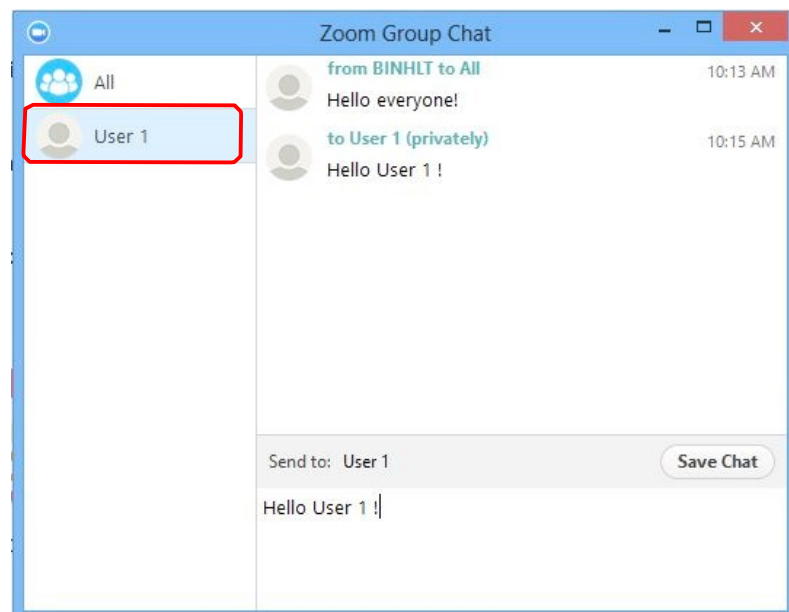 Zoom Group Chat
All
User 1
from BINHLT to All
10:13 AM
Hello everyone!
to User 1 (privately)
10:15 AM
Hello User 1 !
Send to: User 1
Save Chat
Hello User 1 !